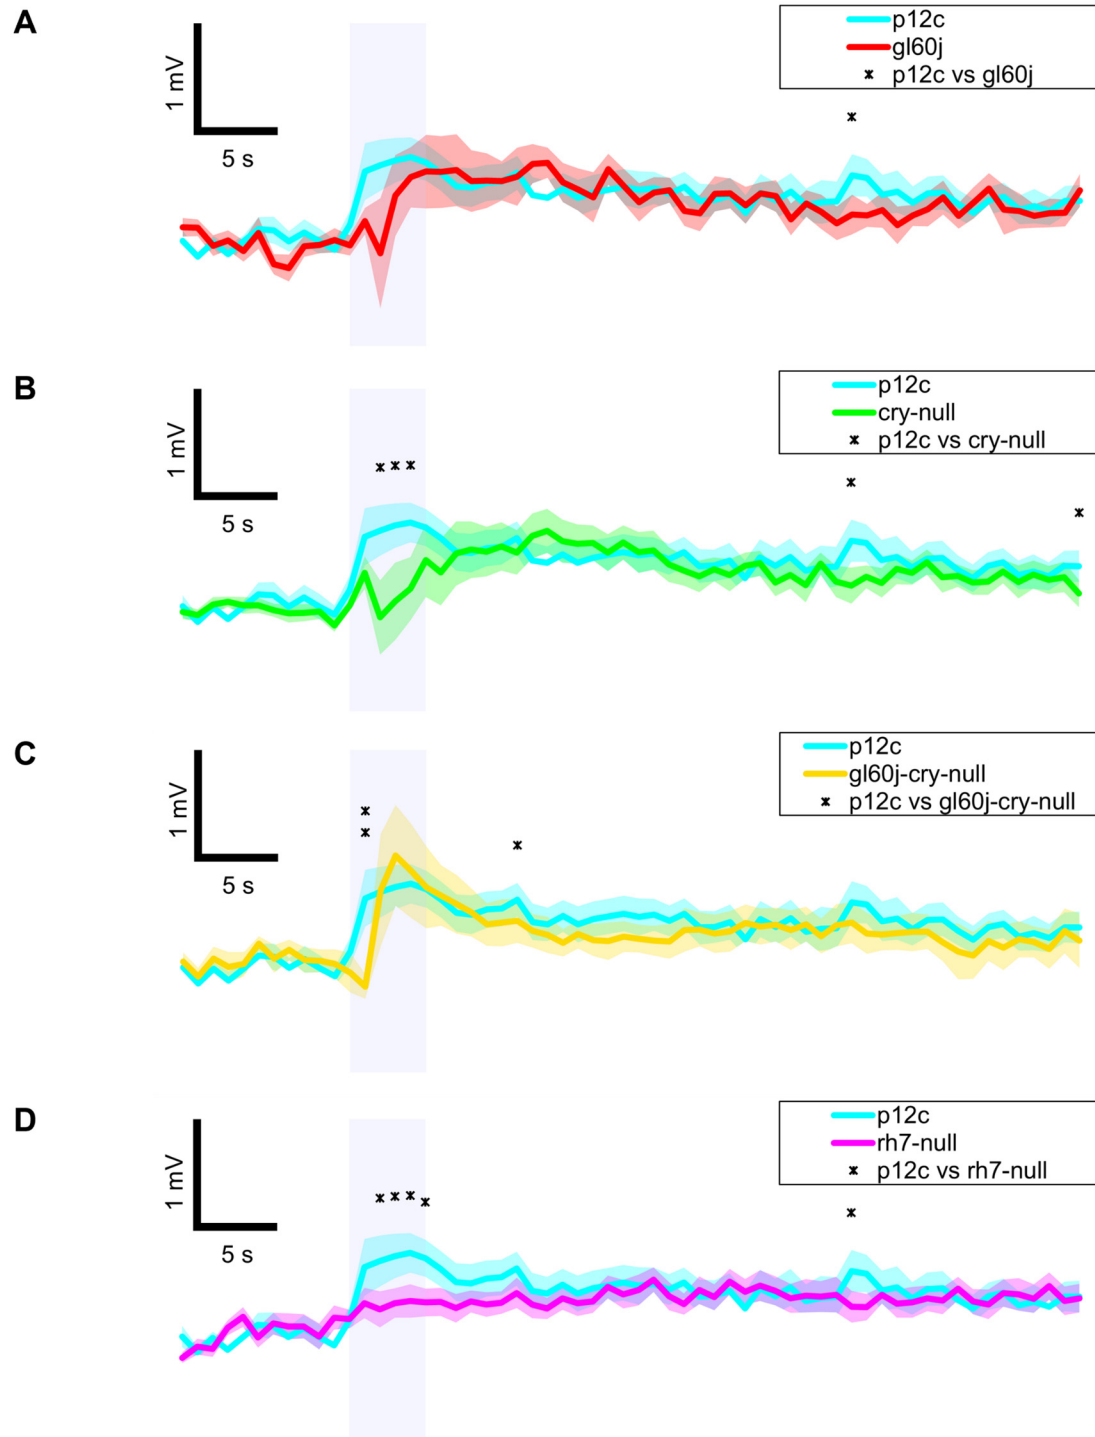 A
p12c
gl60j
p12c vs gl60j
1 mV
5 s
B
p12c
cry-null
p12c vs cry-null
1 mV
5 s
C
p12c
gl60j-cry-null
p12c vs gl60j-cry-null
1 mV
5 s
D
p12c
rh7-null
p12c vs rh7-null
1 mV
5 s